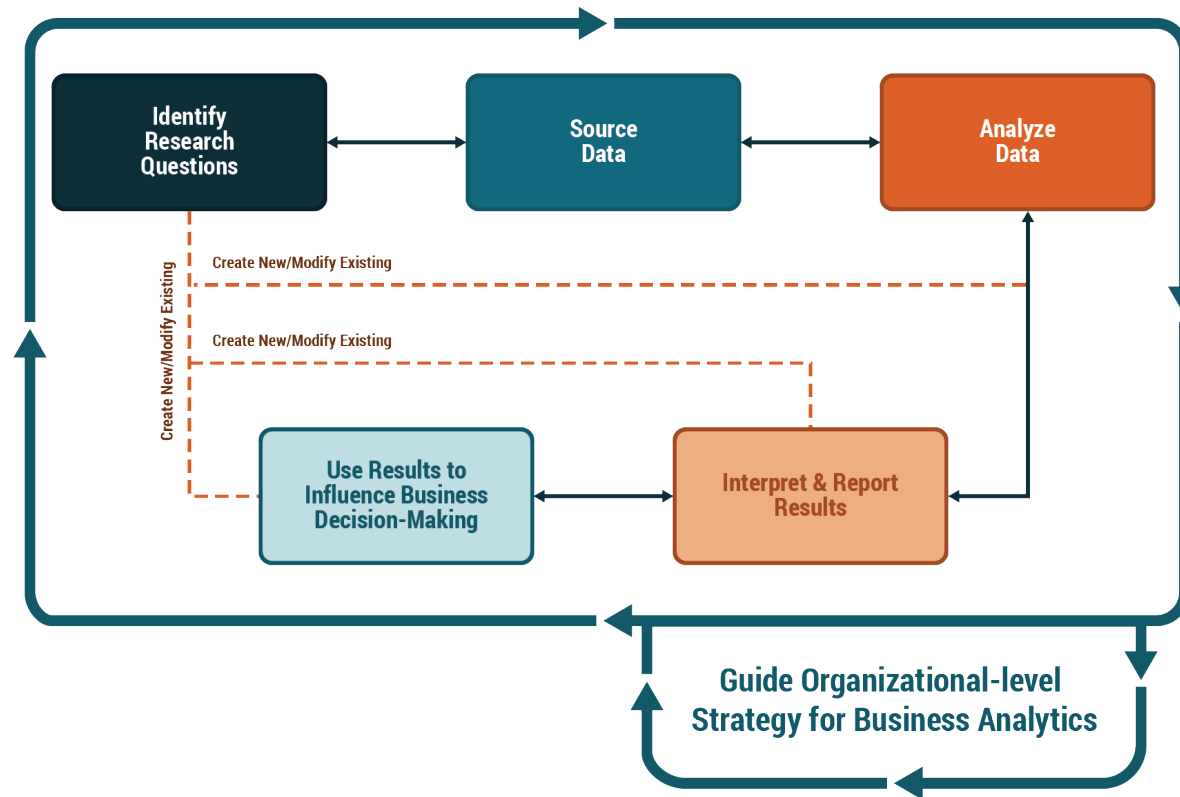 Identify
Research
Questions
Source
Data
Analyze
Data
Create New/Modify Existing
Create New/Modify Existing
Create New/Modify Existing
Use Results to
Influence Business
Decision-Making
Interpret & Report
Results
Guide Organizational-level
Strategy for Business Analytics